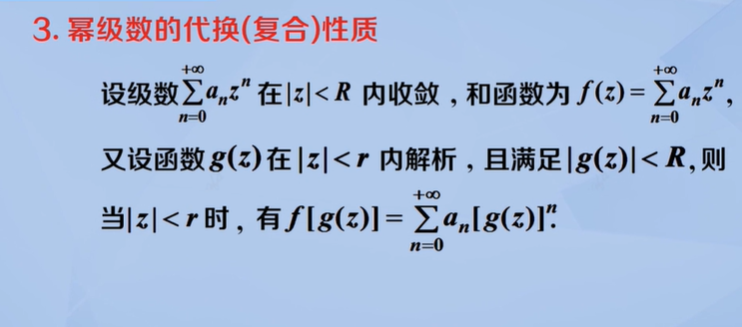 3. 幂级数的代换(复合)性质
设级数 $\sum_{n=0}^{+\infty} a_n z^n$ 在 $|z|<R$ 内收敛，和函数为 $f(z)=\sum_{n=0}^{+\infty} a_n z^n$,
又设函数 $g(z)$ 在 $|z|<r$ 内解析，且满足 $|g(z)|<R$, 则
当 $|z|<r$ 时, 有 $f[g(z)]=\sum_{n=0}^{+\infty} a_n [g(z)]^n$.